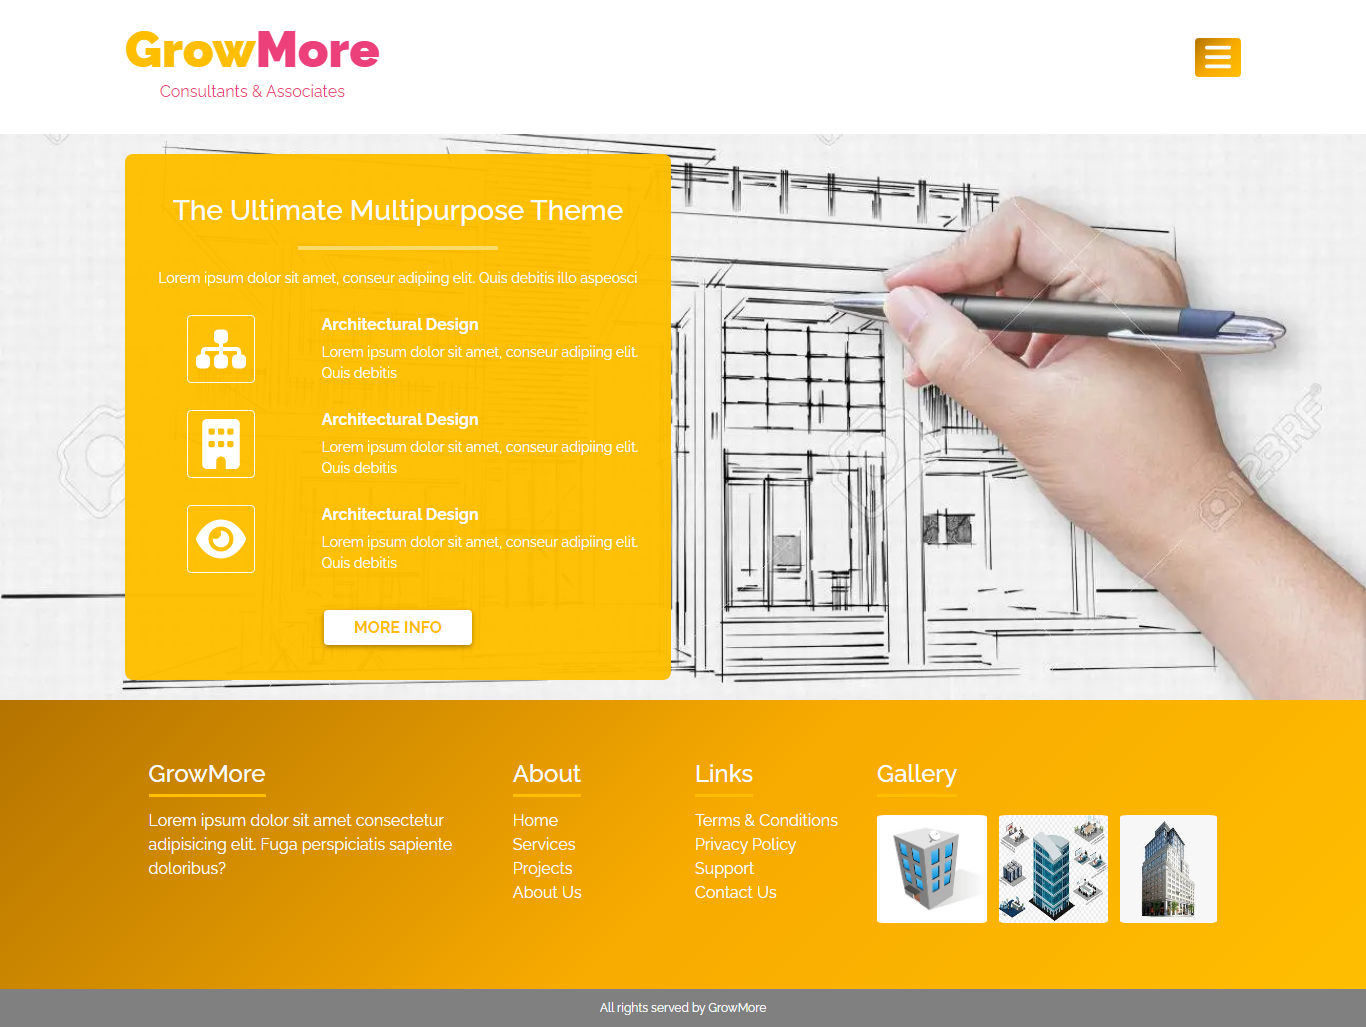 GrowMore
Consultants & Associates
The Ultimate Multipurpose Theme
Lorem ipsum dolor sit amet, conseur adipiing elit. Quis debitis illo aspeosci
Architectural Design
Lorem ipsum dolor sit amet, conseur adipiing elit.
Quis debitis
Architectural Design
Lorem ipsum dolor sit amet, conseur adipiing elit.
Quis debitis
Architectural Design
Lorem ipsum dolor sit amet, conseur adipiing elit.
Quis debitis
MORE INFO
123RF
GrowMore
Lorem ipsum dolor sit amet consectetur
adipisicing elit. Fuga perspiciatis sapiente
doloribus?
About
Home
Services
Projects
About Us
Links
Terms & Conditions
Privacy Policy
Support
Contact Us
Gallery
All rights served by GrowMore